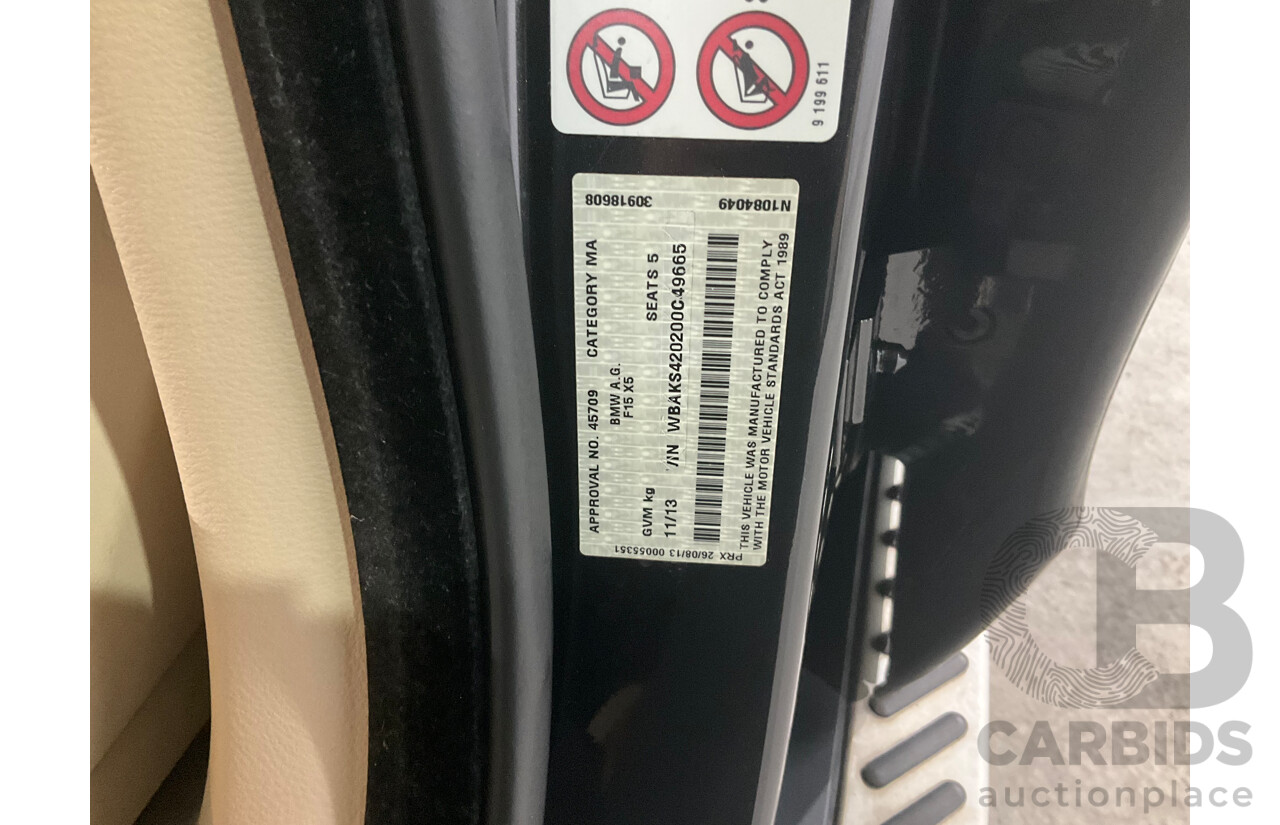 9 199 611
30918608 N1084049
APPROVAL NO. 45709 CATEGORY MA
BMW A.G.
F15 X5
GVM kg SEATS 5
11/13 VIN WBAKS420200C49665
THIS VEHICLE WAS MANUFACTURED TO COMPLY
WITH THE MOTOR VEHICLE STANDARDS ACT 1989
PRX 26/08/13 00055351
CB
CARBIDS
auctionplace